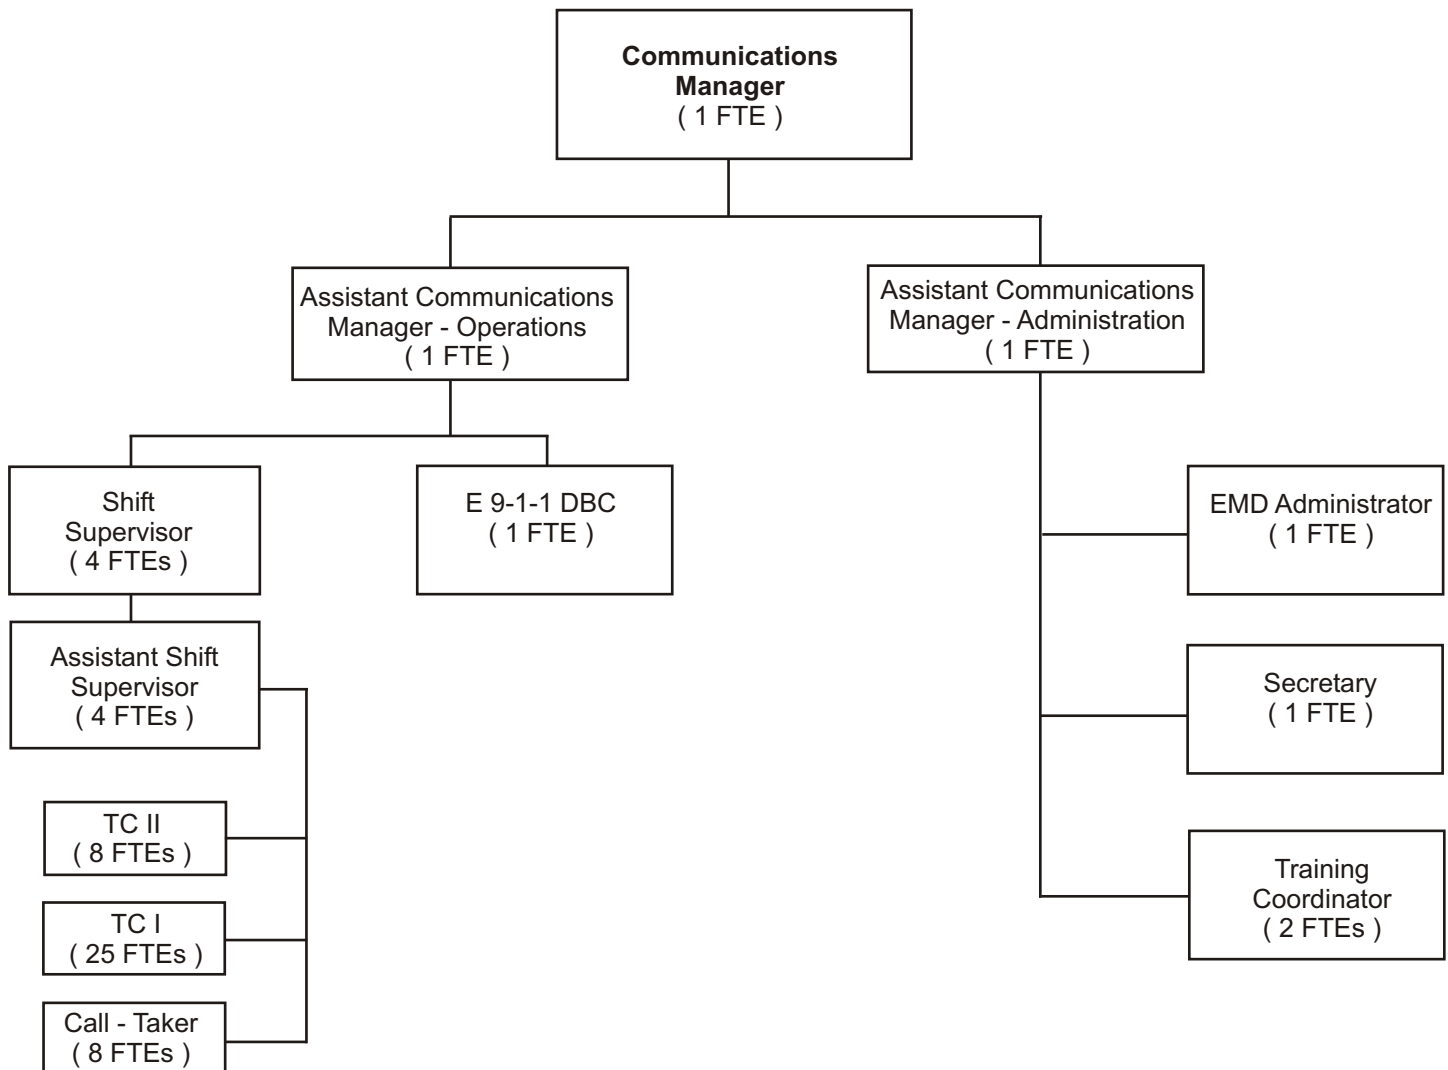 Communications
Manager
( 1 FTE )
Assistant Communications
Manager - Operations
( 1 FTE )
Assistant Communications
Manager - Administration
( 1 FTE )
Shift
Supervisor
( 4 FTEs )
E 9-1-1 DBC
( 1 FTE )
EMD Administrator
( 1 FTE )
Assistant Shift
Supervisor
( 4 FTEs )
Secretary
( 1 FTE )
TC II
( 8 FTEs )
TC I
( 25 FTEs )
Call - Taker
( 8 FTEs )
Training
Coordinator
( 2 FTEs )